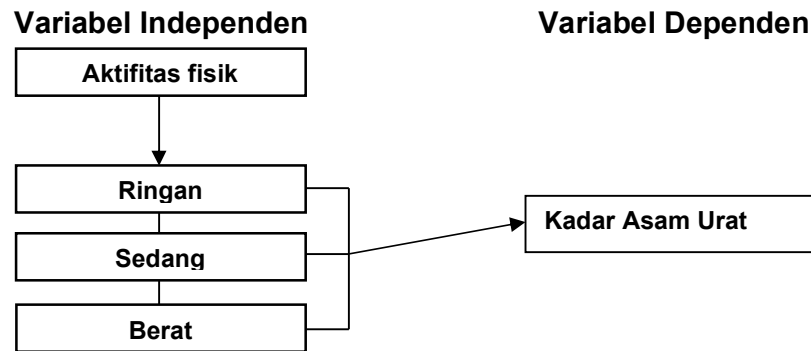 Variabel Independen
Variabel Dependen
Aktifitas fisik
Ringan
Sedang
Berat
Kadar Asam Urat